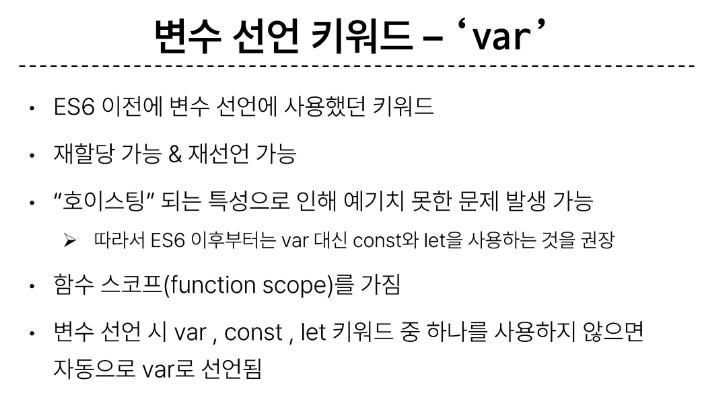 변수 선언 키워드 – ‘var’
• ES6 이전에 변수 선언에 사용했던 키워드
• 재할당 가능 & 재선언 가능
• “호이스팅” 되는 특성으로 인해 예기치 못한 문제 발생 가능
➢ 따라서 ES6 이후부터는 var 대신 const와 let을 사용하는 것을 권장
• 함수 스코프(function scope)를 가짐
• 변수 선언 시 var , const , let 키워드 중 하나를 사용하지 않으면
자동으로 var로 선언됨